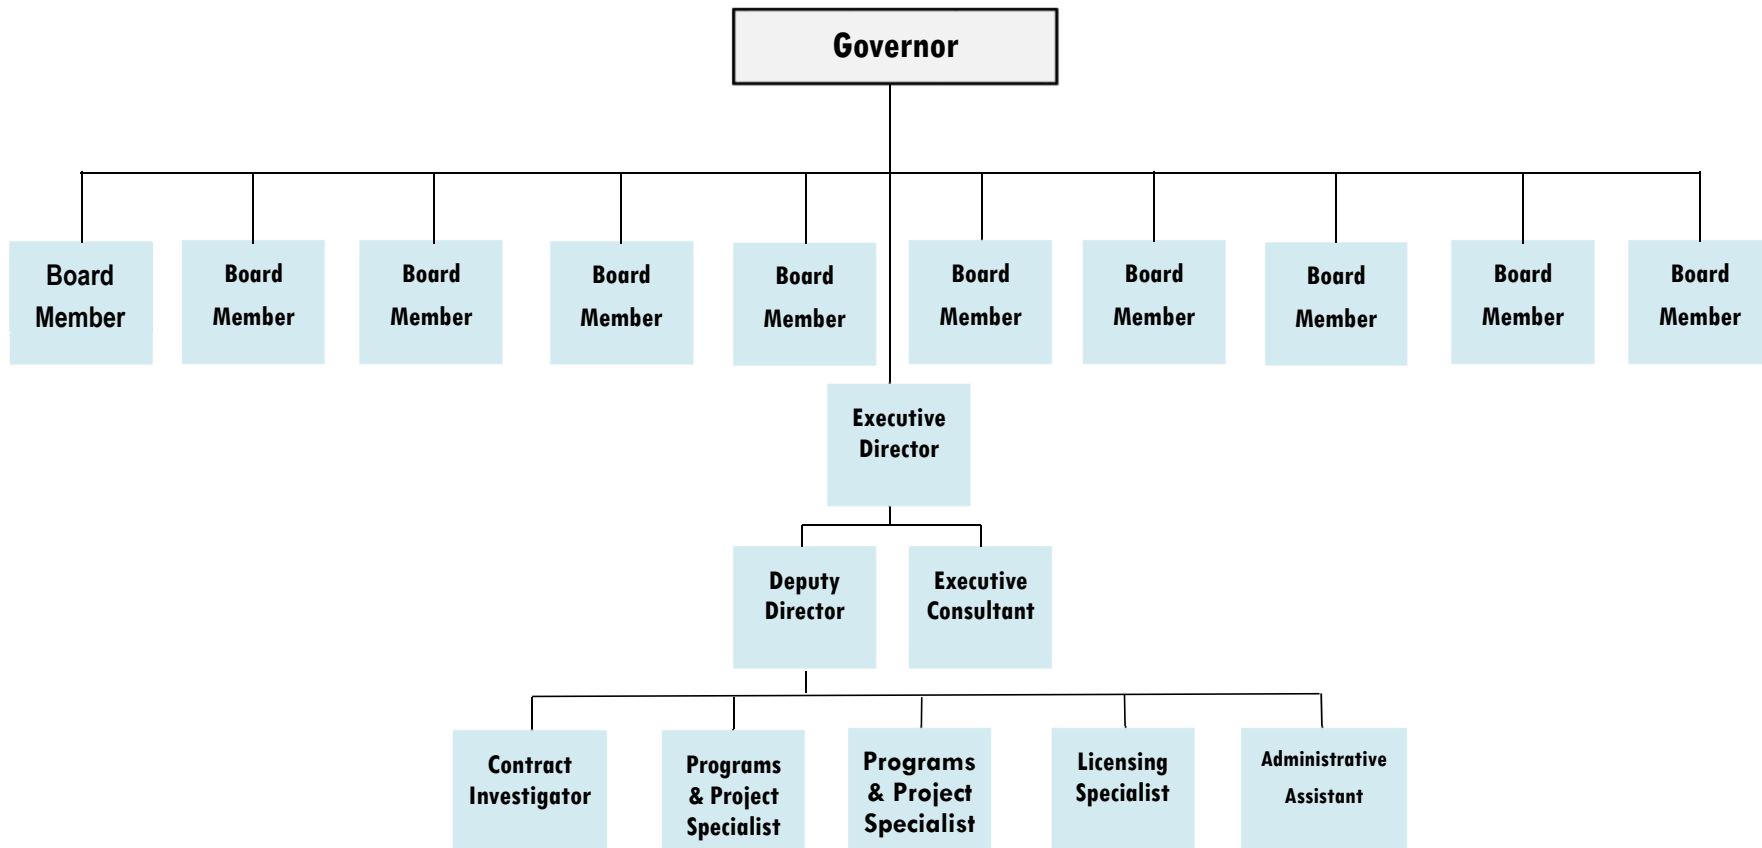 Governor
Board
Member
Board
Member
Board
Member
Board
Member
Board
Member
Board
Member
Board
Member
Board
Member
Board
Member
Board
Member
Executive
Director
Deputy
Director
Executive
Consultant
Contract
Investigator
Programs
& Project
Specialist
Programs
& Project
Specialist
Licensing
Specialist
Administrative
Assistant